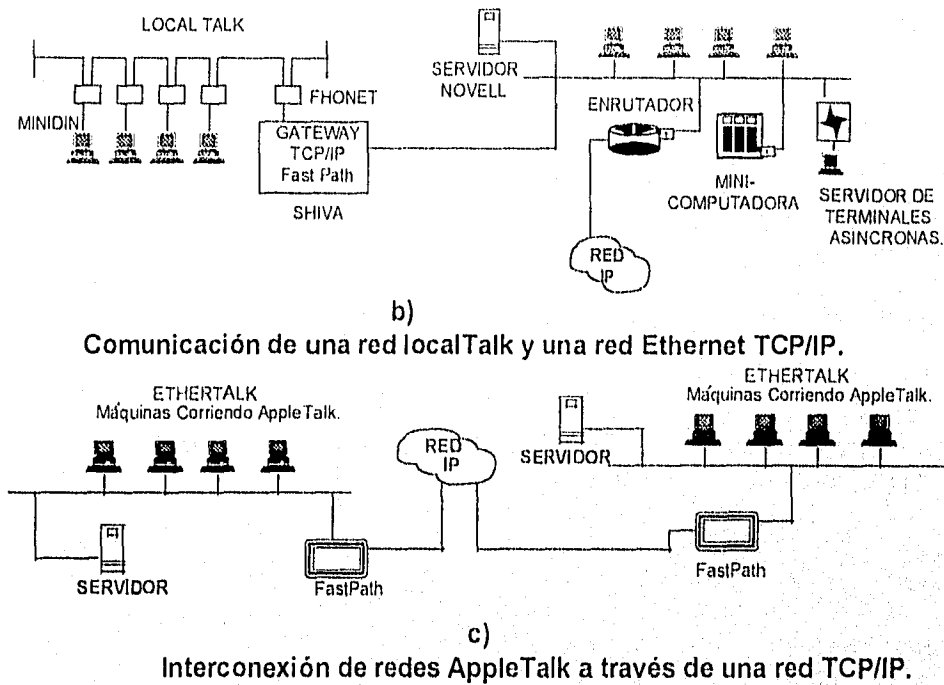 LOCAL TALK
MINIDIN
FHONET
GATEWAY
TCP/IP
Fast Path
SHIVA
SERVIDOR
NOVELL
ENRUTADOR
RED
IP
MINI-
COMPUTADORA
SERVIDOR DE
TERMINALES
ASINCRONAS.
b)
Comunicación de una red localTalk y una red Ethernet TCP/IP.
ETHERTALK
Máquinas Corriendo AppleTalk.
SERVIDOR
FastPath
RED
IP
SERVIDOR
ETHERTALK
Máquinas Corriendo AppleTalk.
FastPath
c)
Interconexión de redes AppleTalk a través de una red TCP/IP.